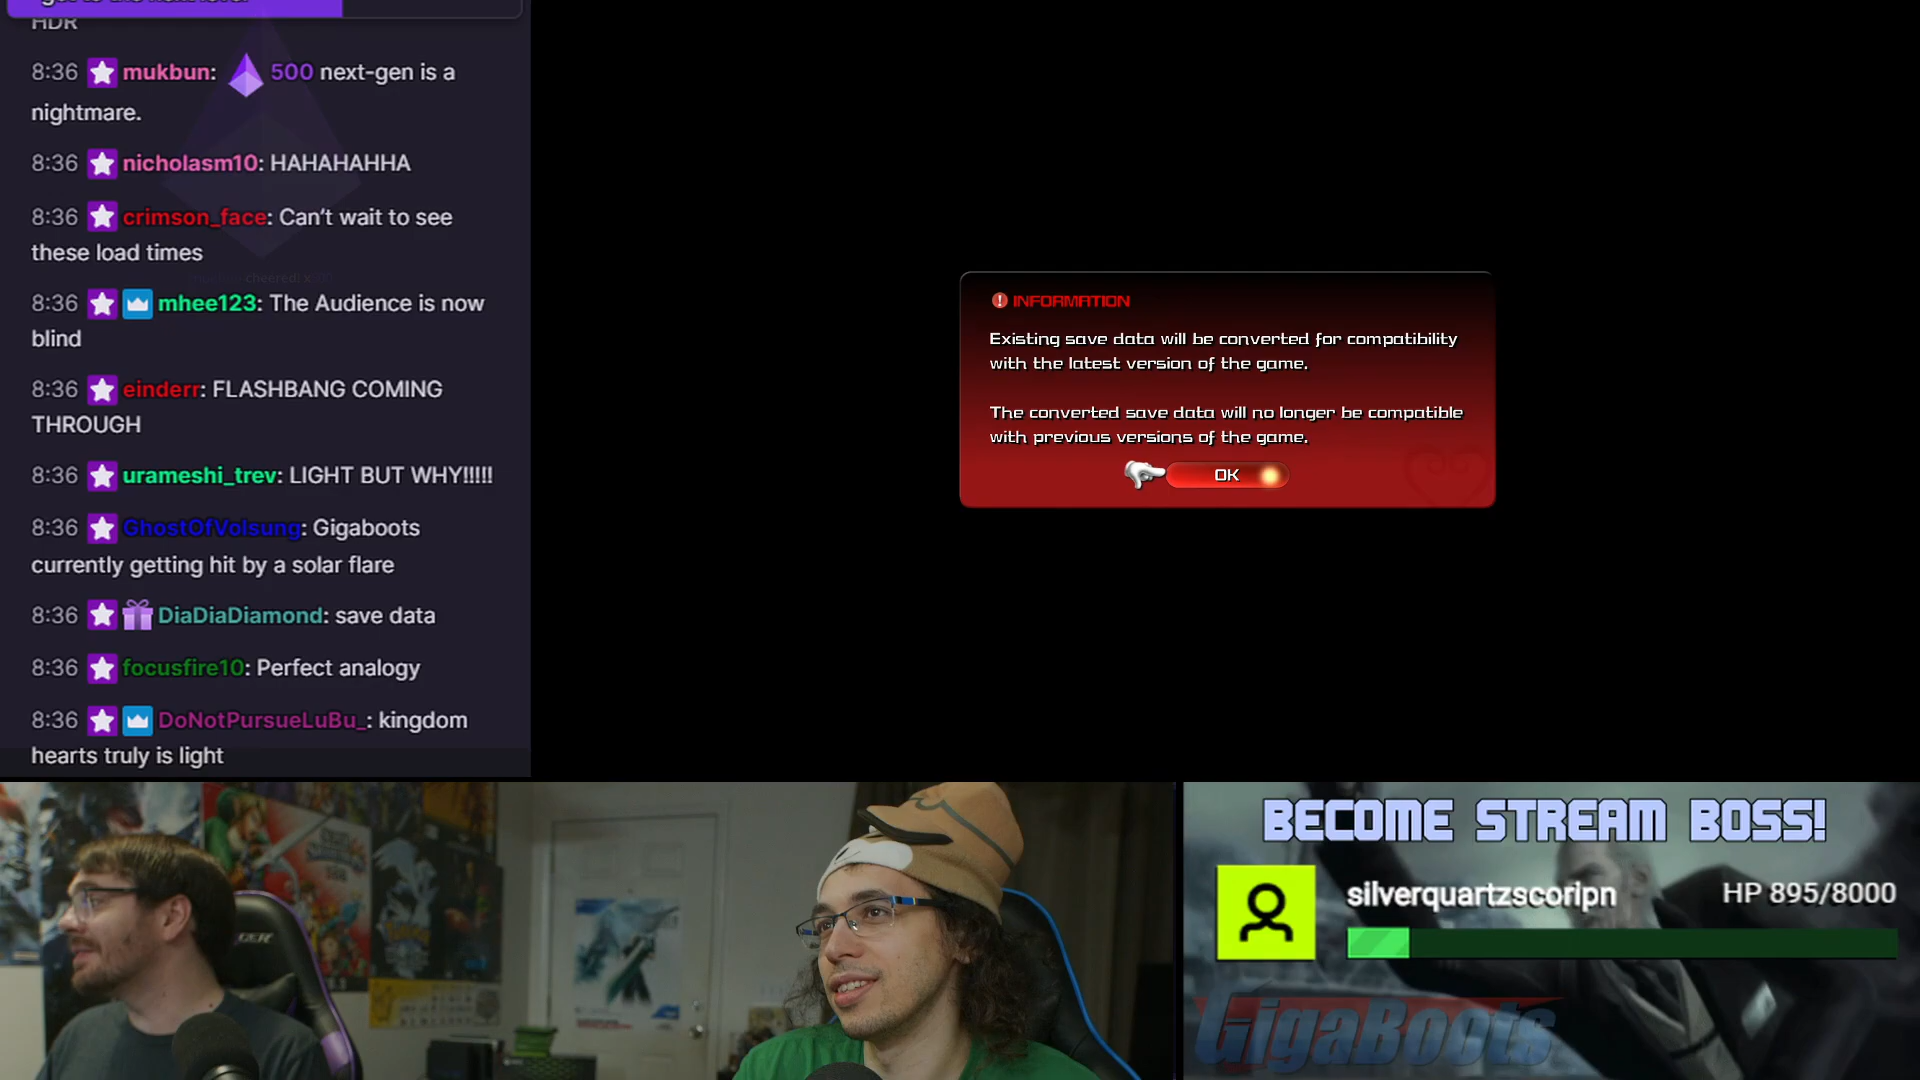 HDR
8:36 mukbun: 500 next-gen is a
nightmare.
8:36 nicholasm10: HAHAHAHHA
8:36 crimson_face: Can't wait to see
these load times
8:36 mhee123: The Audience is now
blind
8:36 einderr: FLASHBANG COMING
THROUGH
8:36 urameshi_trev: LIGHT BUT WHY!!!!!
8:36 GhostOfVolsung: Gigaboots
currently getting hit by a solar flare
8:36 DiaDiaDiamond: save data
8:36 focusfire10: Perfect analogy
8:36 DoNotPursueLuBu_: kingdom
hearts truly is light
INFORMATION
Existing save data will be converted for compatibility
with the latest version of the game.
The converted save data will no longer be compatible
with previous versions of the game.
OK
BECOME STREAM BOSS!
silverquartzscoripn HP 895/8000
GigaBoots